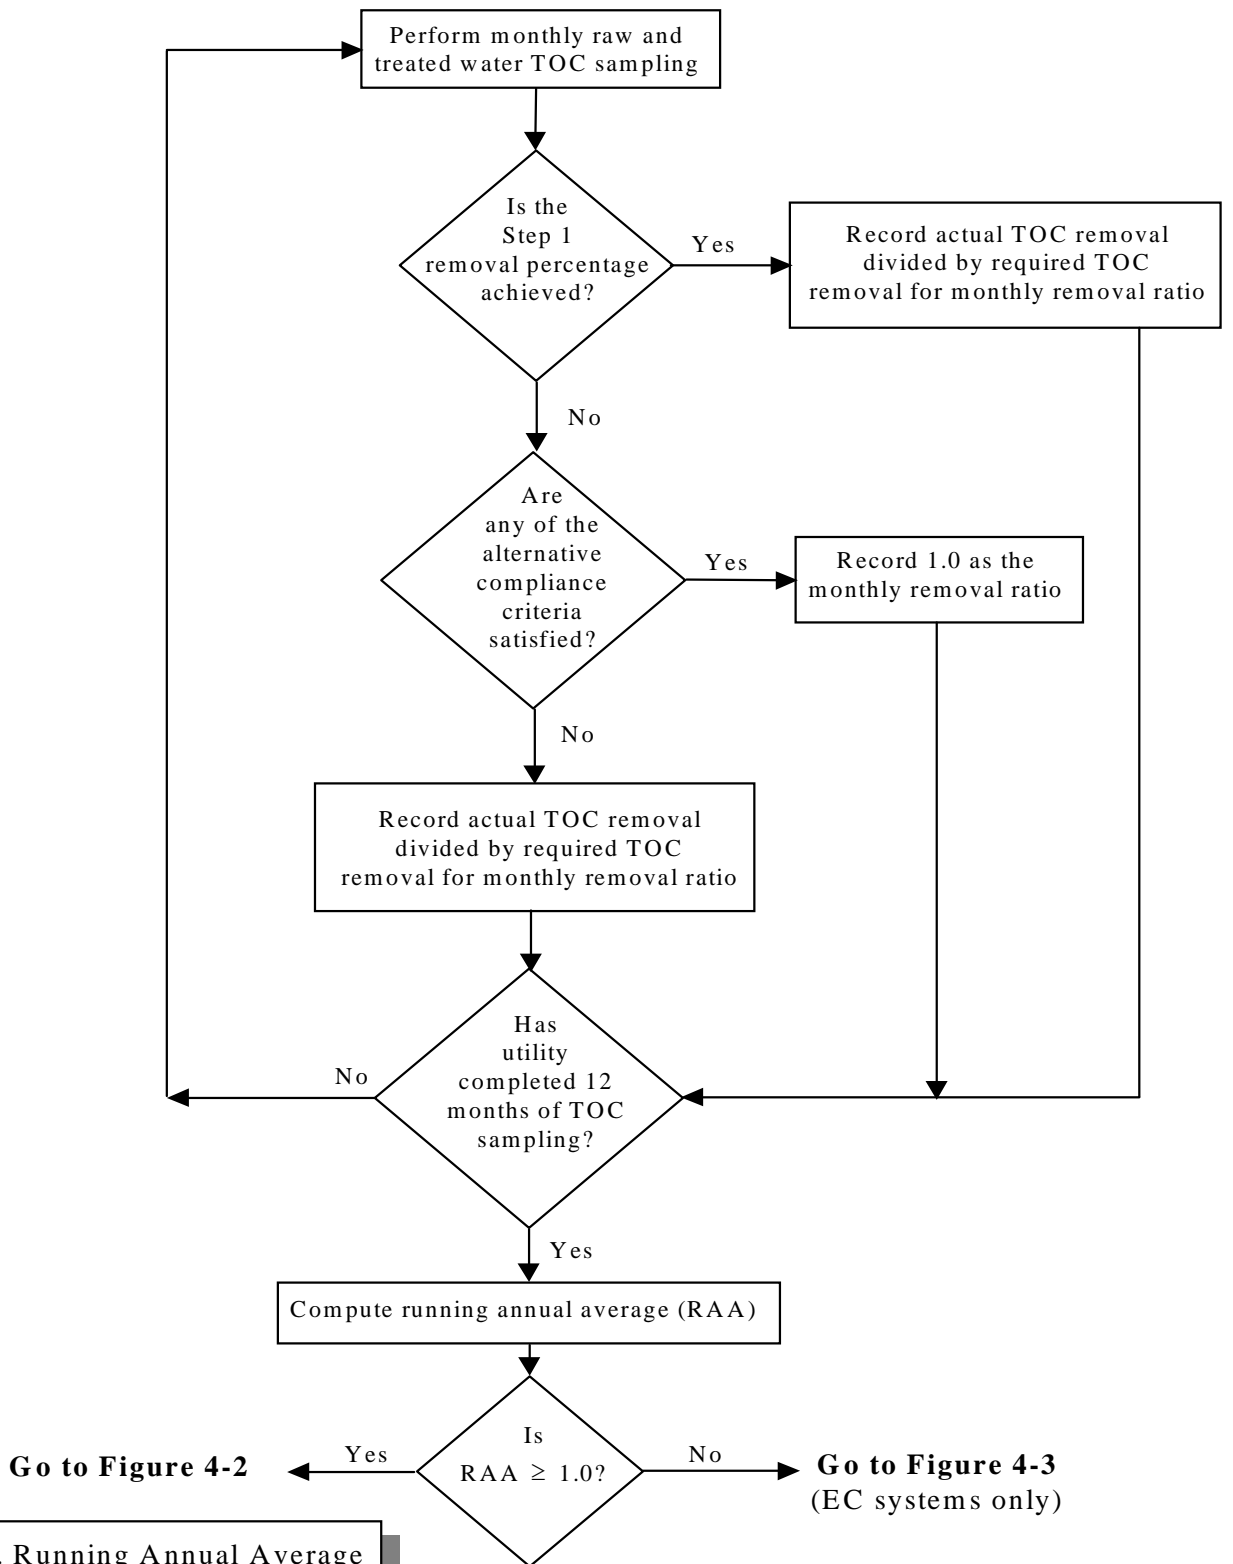 Perform monthly raw and
treated water TOC sampling
Is the
Step 1
removal percentage
achieved?
Yes
Record actual TOC removal
divided by required TOC
removal for monthly removal ratio
No
Are
any of the
alternative
compliance
criteria
satisfied?
Yes
Record 1.0 as the
monthly removal ratio
No
Record actual TOC removal
divided by required TOC
removal for monthly removal ratio
Has
utility
completed 12
months of TOC
sampling?
No
Yes
Compute running annual average (RAA)
Is
RAA ≥ 1.0?
Yes
Go to Figure 4-2
No
Go to Figure 4-3
(EC systems only)
. Running Annual Average